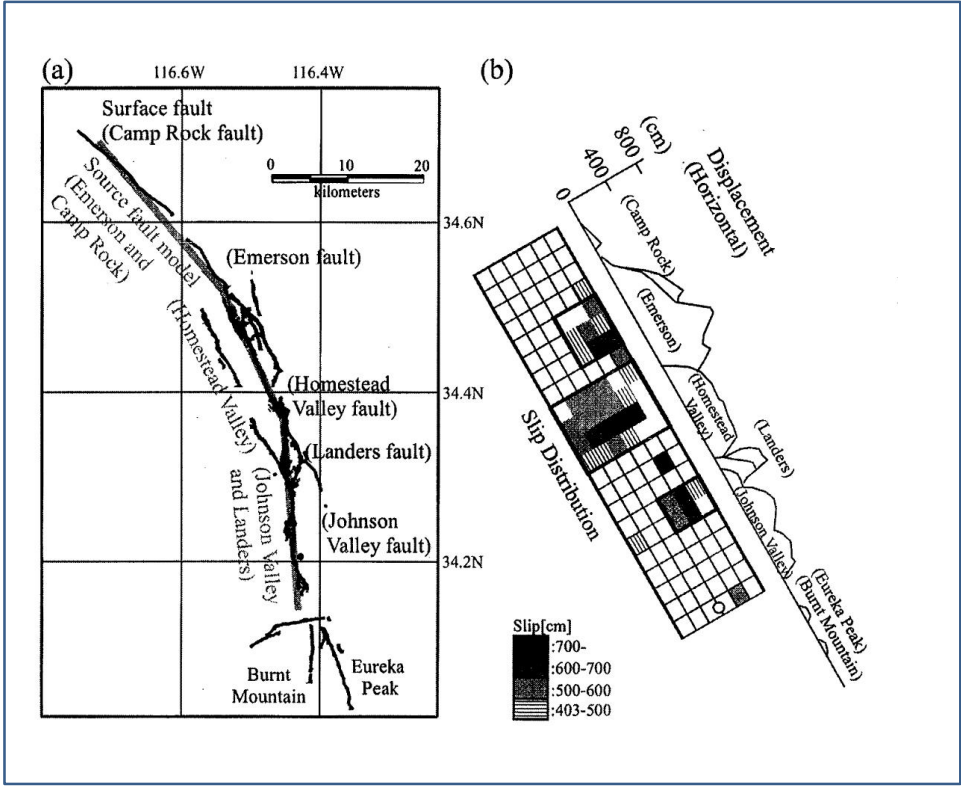 (a)
116.6W
116.4W
Surface fault
(Camp Rock fault)
0 10 20
kilometers
Source fault model
(Emerson and
Camp Rock)
34.6N
(Emerson fault)
(Homestead Valley)
34.4N
(Homestead
Valley fault)
(Landers fault)
(Johnson Valley
and Landers)
(Johnson
Valley fault)
34.2N
Burnt
Mountain
Eureka
Peak
(b)
0 400 800
(cm)
Displacement
(Horizontal)
(Camp Rock)
(Emerson)
(Homestead
Valley)
(Landers)
(Johnson Valley)
(Eureka Peak)
(Burnt Mountain)
Slip Distribution
Slip[cm]
:700-
:600-700
:500-600
:403-500